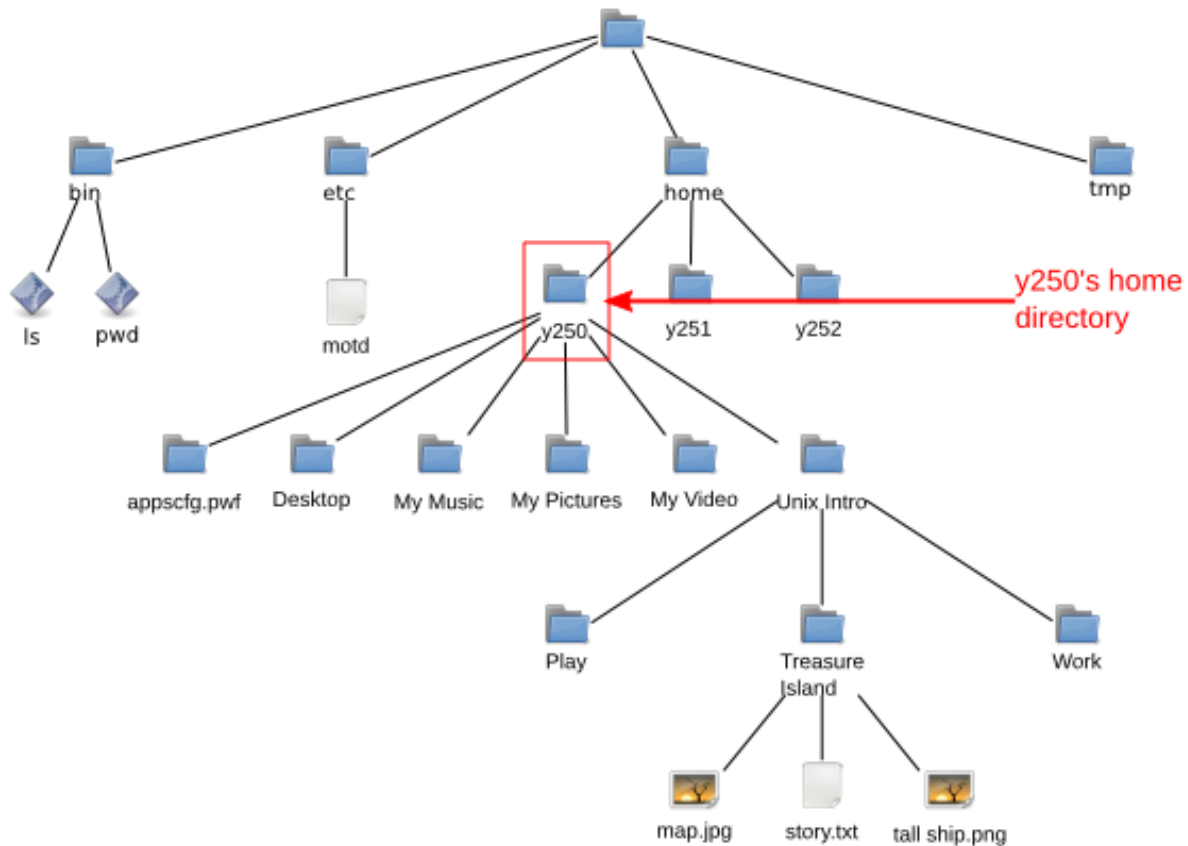 bin
etc
home
tmp
ls
pwd
motd
y250
y251
y252
y250's home
directory
appscfg.pwf
Desktop
My Music
My Pictures
My Video
Unix Intro
Play
Treasure
Island
Work
map.jpg
story.txt
tall ship.png